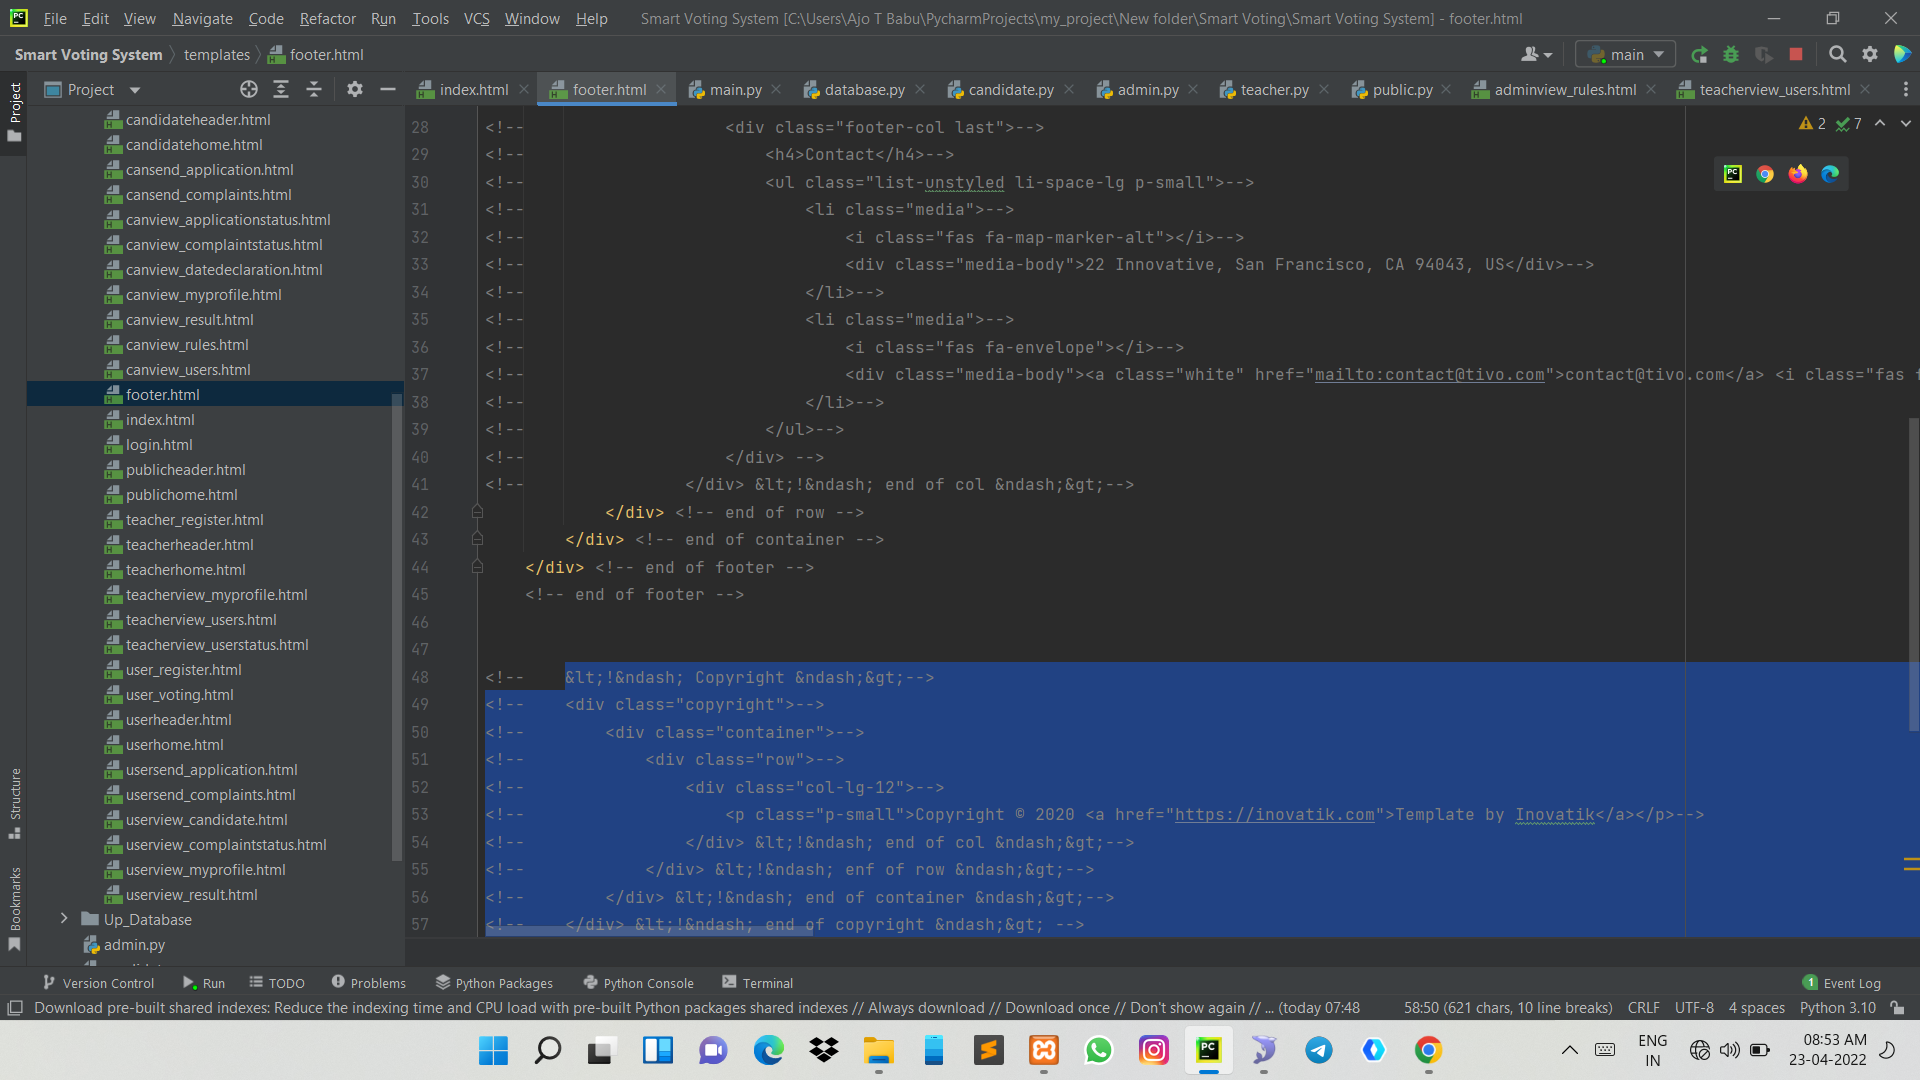 File Edit View Navigate Code Refactor Run Tools VCS Window Help Smart Voting System [C:\Users\Ajo T Babu\PycharmProjects\my_project\New folder\Smart Voting\Smart Voting System] - footer.html
Smart Voting System templates footer.html main
Project index.html footer.html main.py database.py candidate.py admin.py teacher.py public.py adminview_rules.html teacherview_users.html
Project
Structure
Bookmarks
candidateheader.html
candidatehome.html
cansend_application.html
cansend_complaints.html
canview_applicationstatus.html
canview_complaintstatus.html
canview_datedeclaration.html
canview_myprofile.html
canview_result.html
canview_rules.html
canview_users.html
footer.html
index.html
login.html
publicheader.html
publichome.html
teacher_register.html
teacherheader.html
teacherhome.html
teacherview_myprofile.html
teacherview_users.html
teacherview_userstatus.html
user_register.html
user_voting.html
userheader.html
userhome.html
usersend_application.html
usersend_complaints.html
userview_candidate.html
userview_complaintstatus.html
userview_myprofile.html
userview_result.html
Up_Database
admin.py
2 7
28 <!-- <div class="footer-col last">-->
29 <!-- <h4>Contact</h4>-->
30 <!-- <ul class="list-unstyled li-space-lg p-small">-->
31 <!-- <li class="media">-->
32 <!-- <i class="fas fa-map-marker-alt"></i>-->
33 <!-- <div class="media-body">22 Innovative, San Francisco, CA 94043, US</div>-->
34 <!-- </li>-->
35 <!-- <li class="media">-->
36 <!-- <i class="fas fa-envelope"></i>-->
37 <!-- <div class="media-body"><a class="white" href="mailto:contact@tivo.com">contact@tivo.com</a> <i class="fas
38 <!-- </li>-->
39 <!-- </ul>-->
40 <!-- </div> -->
41 <!-- </div> &lt;!&ndash; end of col &ndash;&gt;-->
42 </div> <!-- end of row -->
43 </div> <!-- end of container -->
44 </div> <!-- end of footer -->
45 <!-- end of footer -->
46
47
48 <!-- &lt;!&ndash; Copyright &ndash;&gt;-->
49 <!-- <div class="copyright">-->
50 <!-- <div class="container">-->
51 <!-- <div class="row">-->
52 <!-- <div class="col-lg-12">-->
53 <!-- <p class="p-small">Copyright © 2020 <a href="https://inovatik.com">Template by Inovatik</a></p>-->
54 <!-- </div> &lt;!&ndash; end of col &ndash;&gt;-->
55 <!-- </div> &lt;!&ndash; enf of row &ndash;&gt;-->
56 <!-- </div> &lt;!&ndash; end of container &ndash;&gt;-->
57 <!-- </div> &lt;!&ndash; end of copyright &ndash;&gt; -->
Version Control Run TODO Problems Python Packages Python Console Terminal 1 Event Log
Download pre-built shared indexes: Reduce the indexing time and CPU load with pre-built Python packages shared indexes // Always download // Download once // Don't show again // ... (today 07:48 58:50 (621 chars, 10 line breaks) CRLF UTF-8 4 spaces Python 3.10
ENG
IN
08:53 AM
23-04-2022